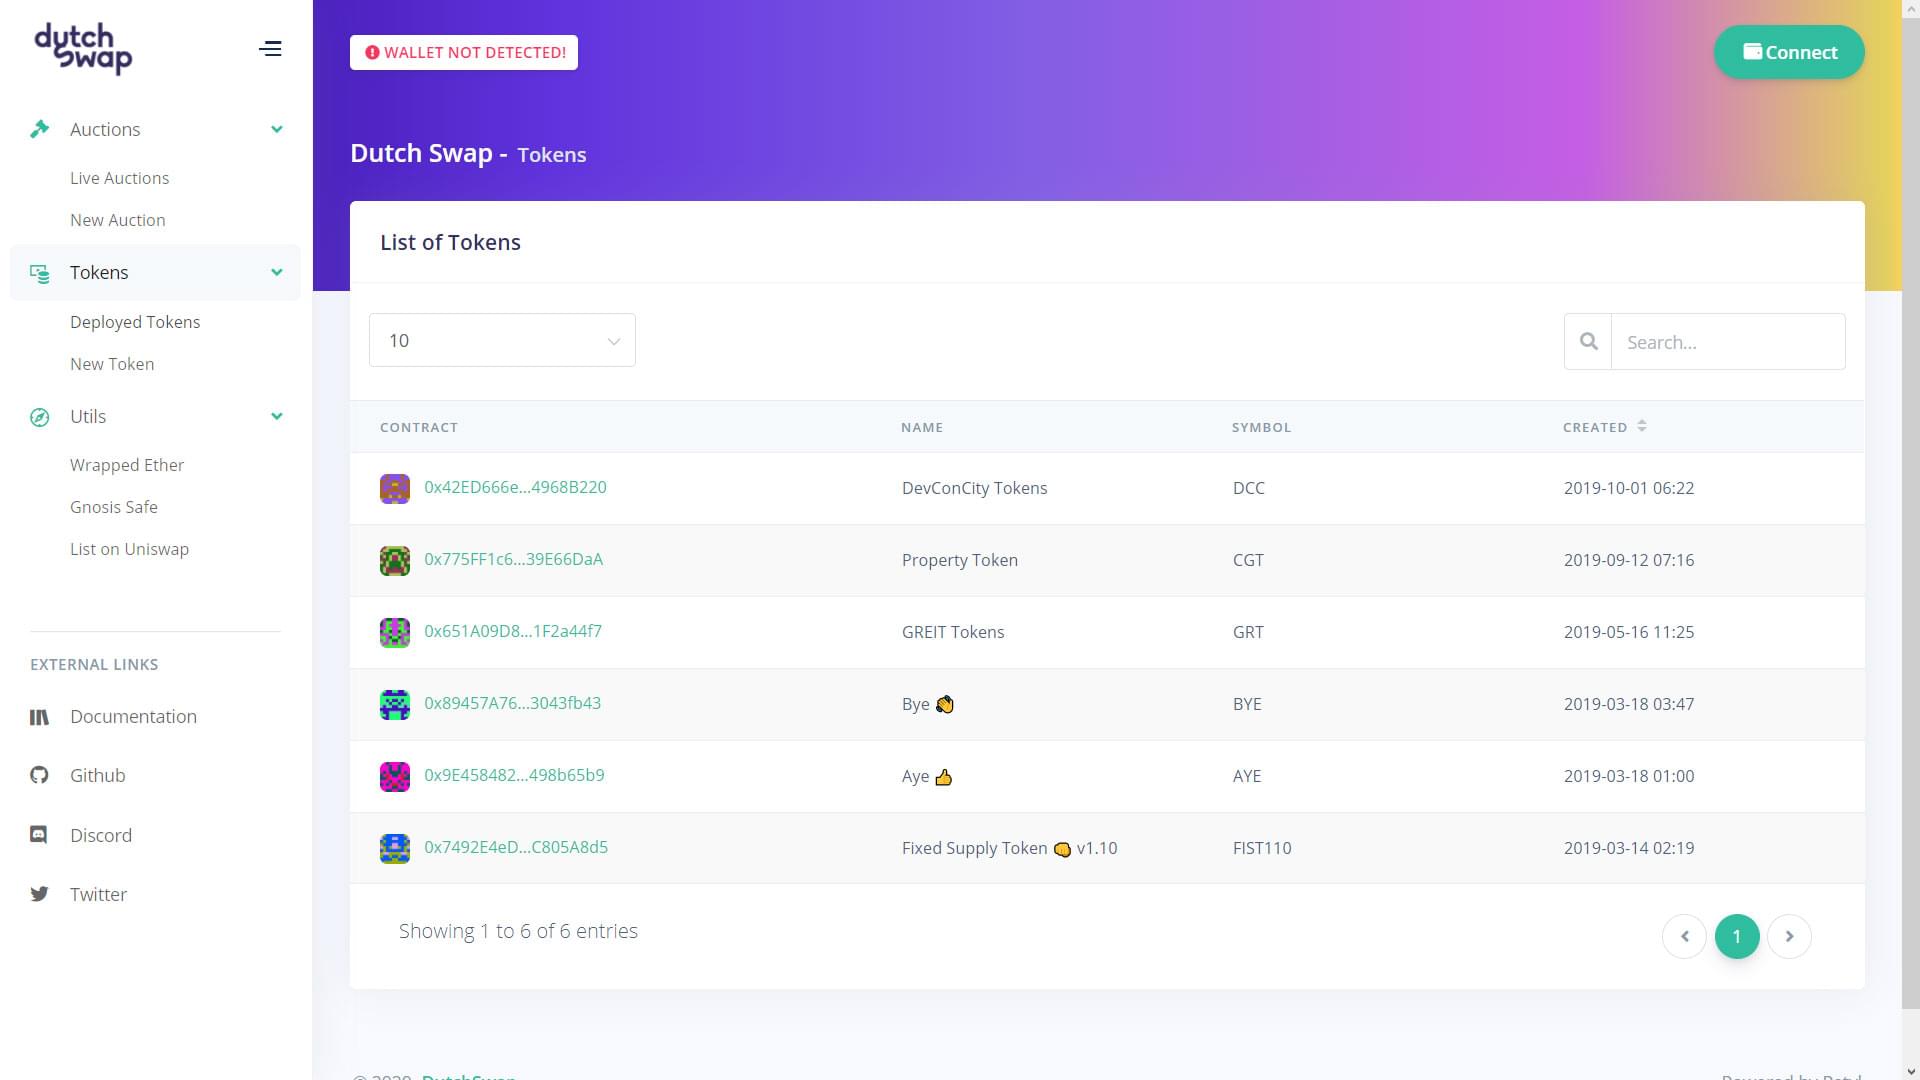 dutch
swap
WALLET NOT DETECTED!
Connect
Auctions
Live Auctions
New Auction
Tokens
Deployed Tokens
New Token
Utils
Wrapped Ether
Gnosis Safe
List on Uniswap
EXTERNAL LINKS
Documentation
Github
Discord
Twitter
Dutch Swap - Tokens
List of Tokens
10
Search...
CONTRACT NAME SYMBOL CREATED
0x42ED666e...4968B220 DevConCity Tokens DCC 2019-10-01 06:22
0x775FF1c6...39E66DaA Property Token CGT 2019-09-12 07:16
0x651A09D8...1F2a44f7 GREIT Tokens GRT 2019-05-16 11:25
0x89457A76...3043fb43 Bye 👋 BYE 2019-03-18 03:47
0x9E458482...498b65b9 Aye 👍 AYE 2019-03-18 01:00
0x7492E4eD...C805A8d5 Fixed Supply Token 👊 v1.10 FIST110 2019-03-14 02:19
Showing 1 to 6 of 6 entries
1
© 2020 DutchSwap
Powered by